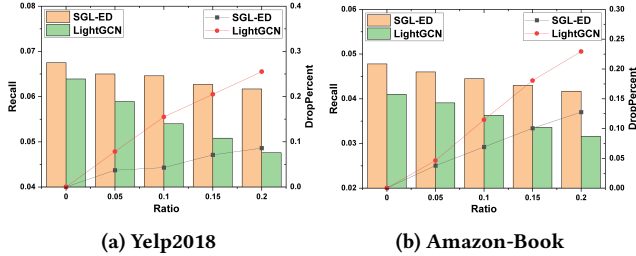 SGL-ED
LightGCN
SGL-ED
LightGCN
0.08
0.07
0.06
0.05
0.04
Recall
0.4
0.3
0.2
0.1
0.0
DropPercent
0 0.05 0.1 0.15 0.2
Ratio
(a) Yelp2018
SGL-ED
LightGCN
SGL-ED
LightGCN
0.06
0.05
0.04
0.03
0.02
Recall
0.30
0.25
0.20
0.15
0.10
0.05
0.00
DropPercent
0 0.05 0.1 0.15 0.2
Ratio
(b) Amazon-Book